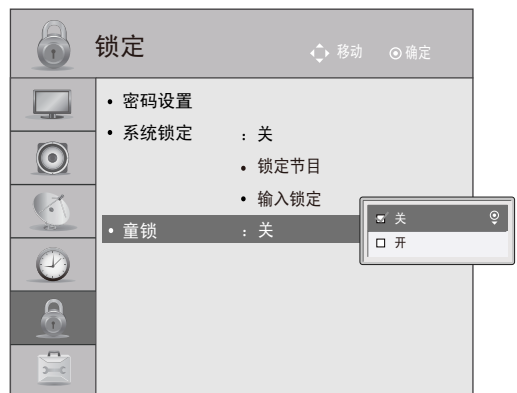 锁定
移动 确定
• 密码设置
• 系统锁定 ：关
• 锁定节目
• 输入锁定
• 童锁 ：关
关
开